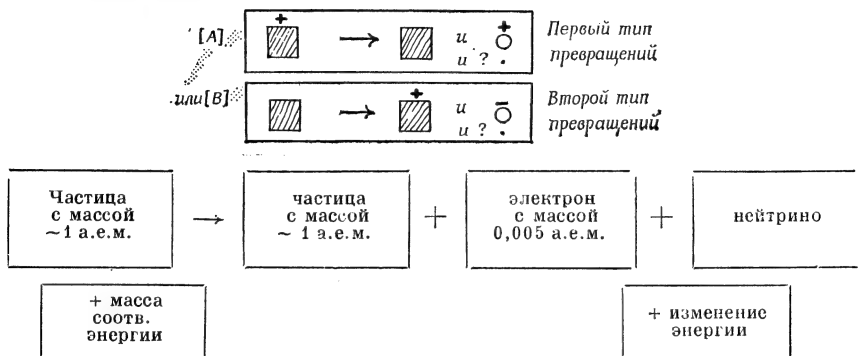 [A] + → и + Первый тип
и ? превращений
или [B] → + и − Второй тип
и ? превращений
Частица
с массой
~1 а.е.м.
→
частица
с массой
~ 1 а.е.м.
+
электрон
с массой
0,005 а.е.м.
+
нейтрино
+ масса
соотв.
энергии
+ изменение
энергии